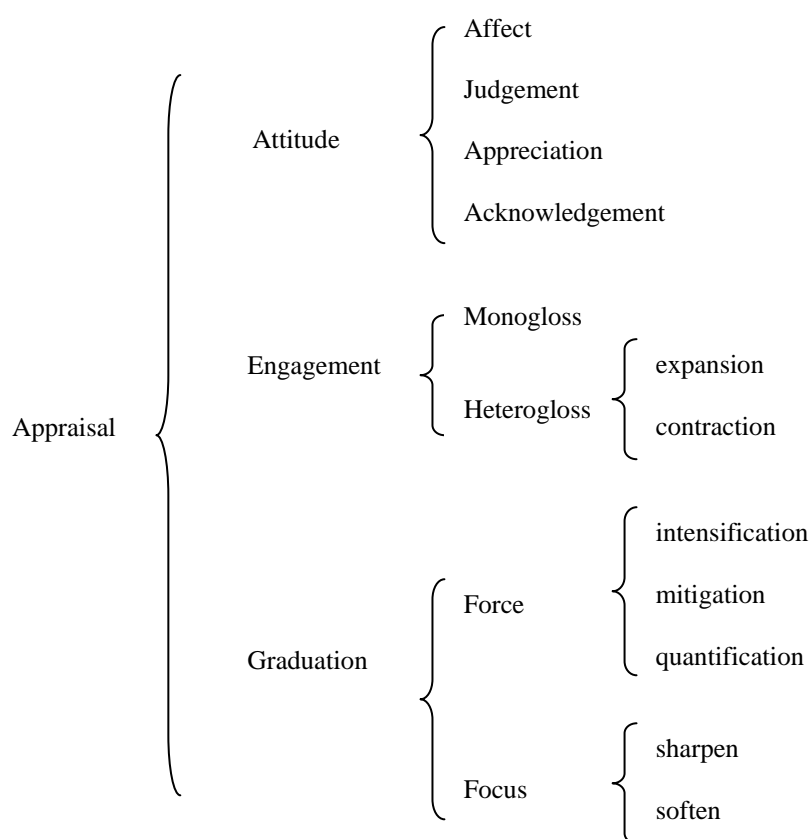 Affect
Judgement
Attitude
Appreciation
Acknowledgement
Monogloss
Engagement
expansion
Heterogloss
contraction
Appraisal
intensification
Force
mitigation
Graduation
quantification
sharpen
Focus
soften